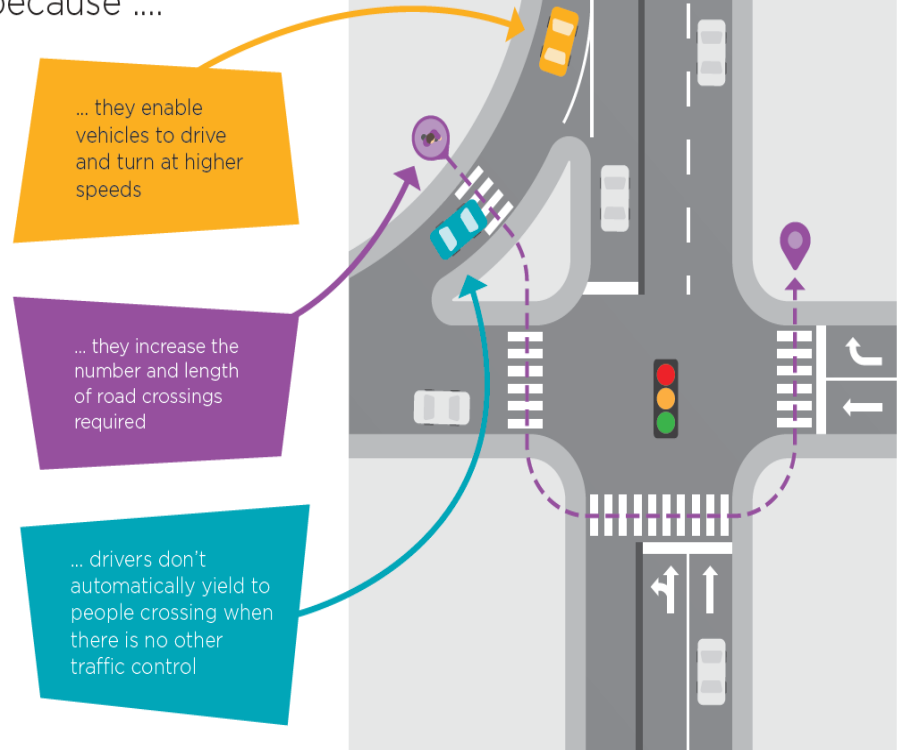 because ....
... they enable
vehicles to drive
and turn at higher
speeds
... they increase the
number and length
of road crossings
required
... drivers don’t
automatically yield to
people crossing when
there is no other
traffic control